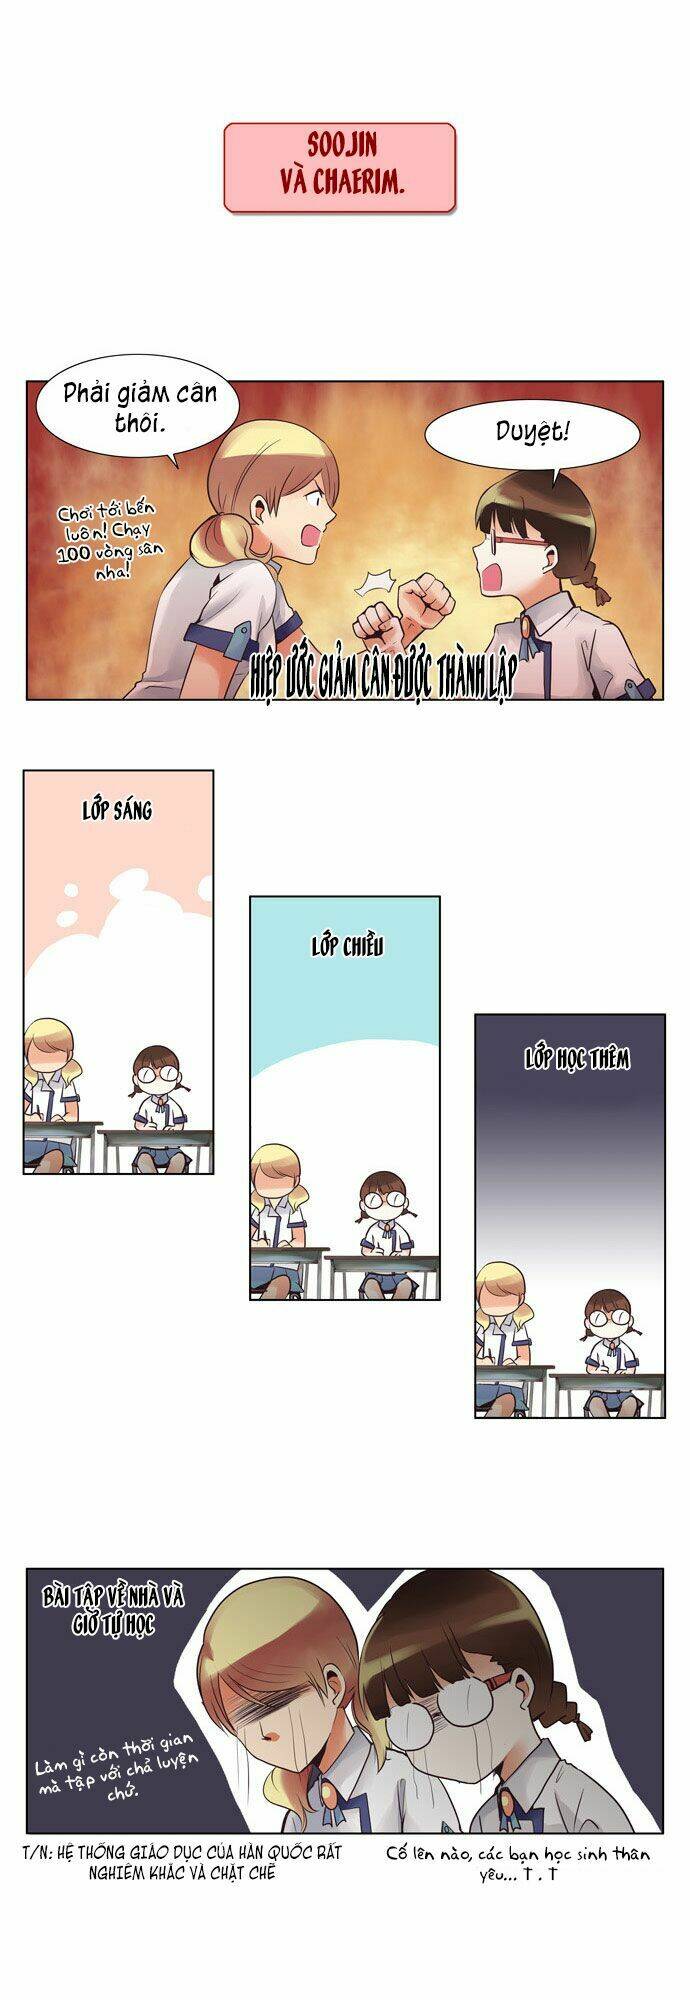 SOOJIN
VÀ CHAERIM.
Phải giảm cân
thôi.
Duyệt!
Chơi tới bến
luôn! Chạy
100 vòng sân
nha!
HIỆP ƯỚC GIẢM CÂN ĐƯỢC THÀNH LẬP
LỚP SÁNG
LỚP CHIỀU
LỚP HỌC THÊM
BÀI TẬP VỀ NHÀ VÀ
GIỜ TỰ HỌC
Làm gì còn thời gian
mà tập với chả luyện
chứ.
T/N: HỆ THỐNG GIÁO DỤC CỦA HÀN QUỐC RẤT
NGHIÊM KHẮC VÀ CHẶT CHẼ
Cố lên nào, các bạn học sinh thân
yêu... T . T